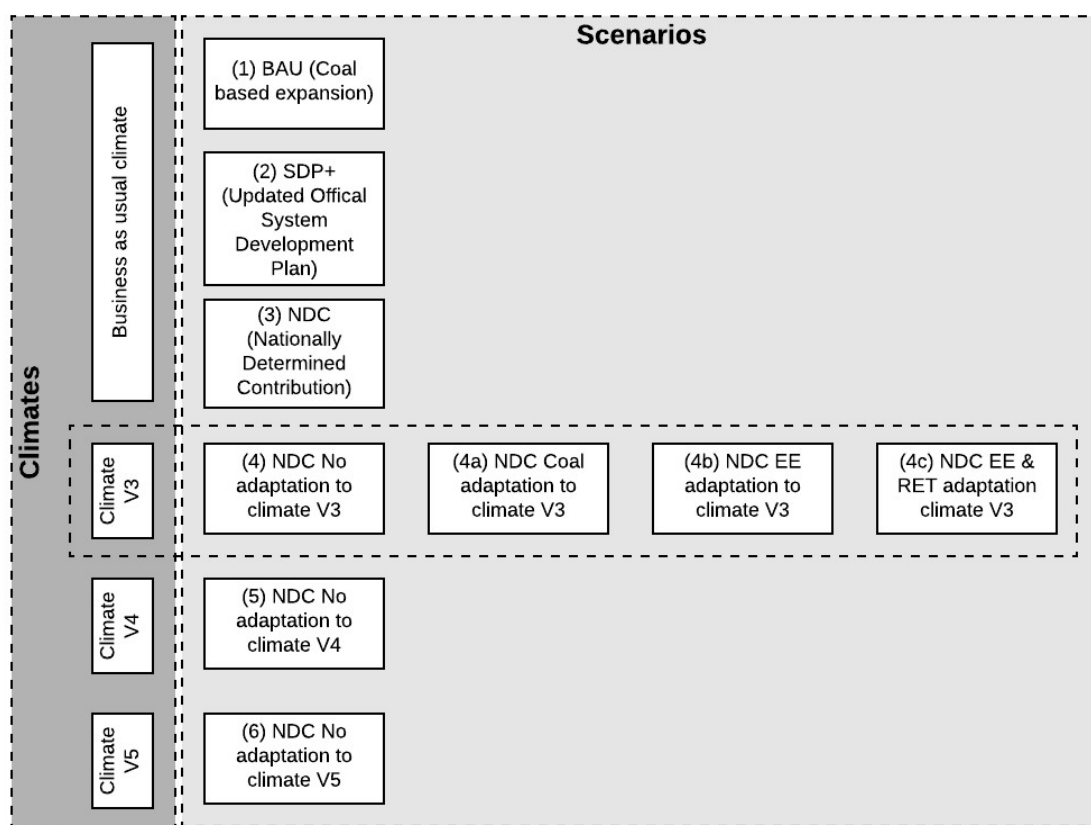 Scenarios
Climates
Business as usual climate
(1) BAU (Coal
based expansion)
(2) SDP+
(Updated Offical
System
Development
Plan)
(3) NDC
(Nationally
Determined
Contribution)
Climate
V3
(4) NDC No
adaptation to
climate V3
(4a) NDC Coal
adaptation to
climate V3
(4b) NDC EE
adaptation to
climate V3
(4c) NDC EE &
RET adaptation
climate V3
Climate
V4
(5) NDC No
adaptation to
climate V4
Climate
V5
(6) NDC No
adaptation to
climate V5